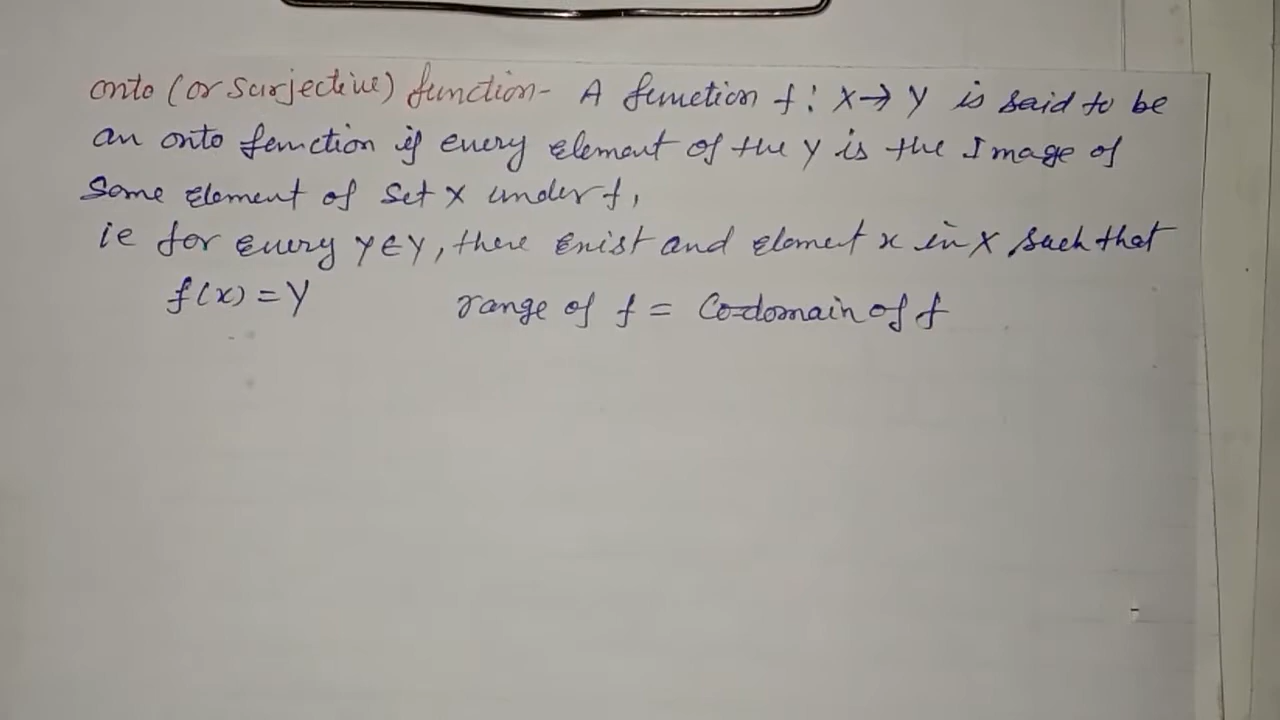 onto (or surjective) function - A function f : X → Y is said to be
an onto function if every element of the Y is the Image of
Some Element of Set X under f,
ie for Every Y ∈ Y, there Exist and element x in X such that
f(x) = Y range of f = Co-domain of f